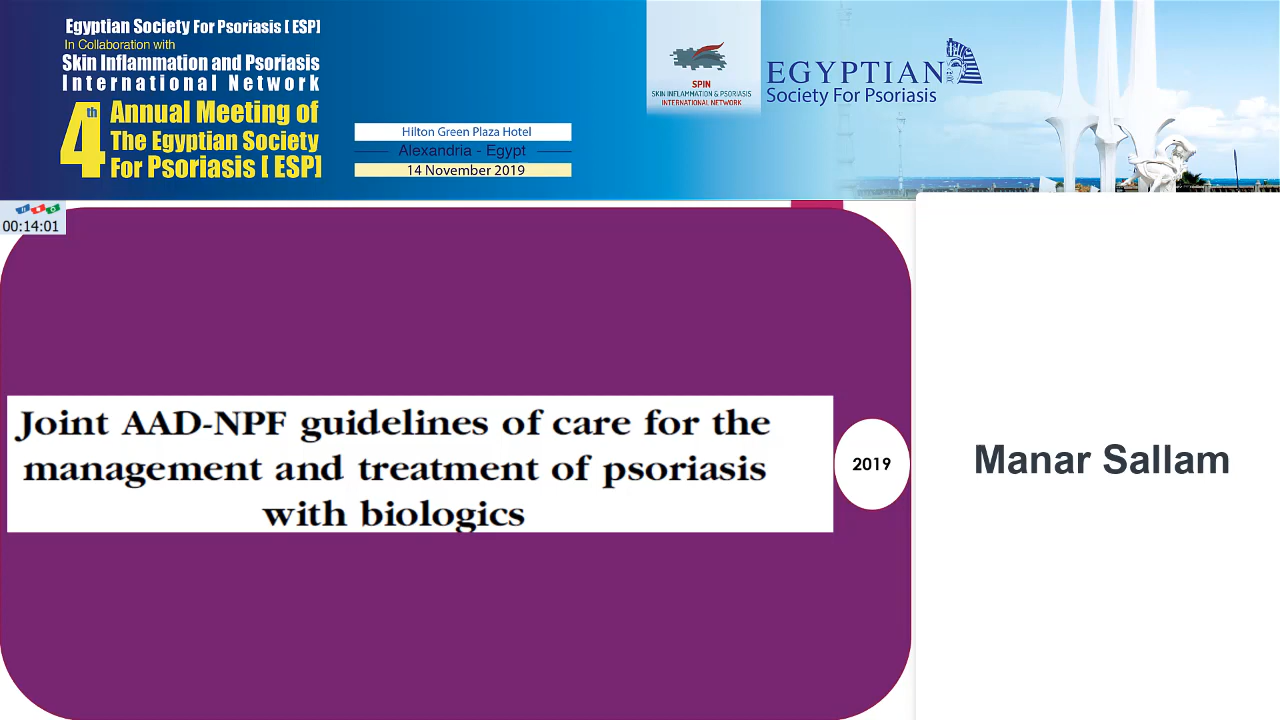 Egyptian Society For Psoriasis [ ESP]
In Collaboration with
Skin Inflammation and Psoriasis
International Network
4th
Annual Meeting of
The Egyptian Society
For Psoriasis [ ESP]
Hilton Green Plaza Hotel
Alexandria - Egypt
14 November 2019
SPIN
SKIN INFLAMMATION & PSORIASIS
INTERNATIONAL NETWORK
EGYPTIAN
Society For Psoriasis
00:14:01
Joint AAD-NPF guidelines of care for the
management and treatment of psoriasis
with biologics
2019
Manar Sallam